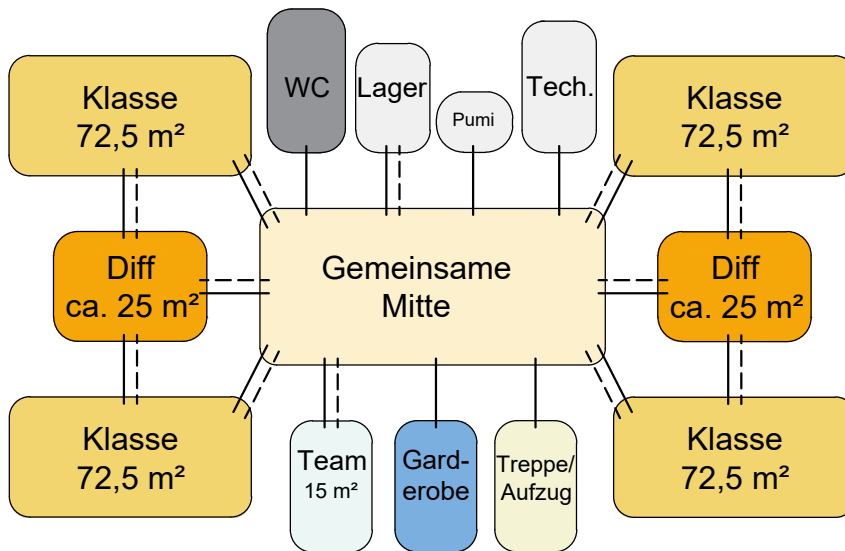 Klasse
72,5 m²
WC
Lager
Pumi
Tech.
Klasse
72,5 m²
Diff
ca. 25 m²
Gemeinsame
Mitte
Diff
ca. 25 m²
Klasse
72,5 m²
Team
15 m²
Gard-
erobe
Treppe/
Aufzug
Klasse
72,5 m²